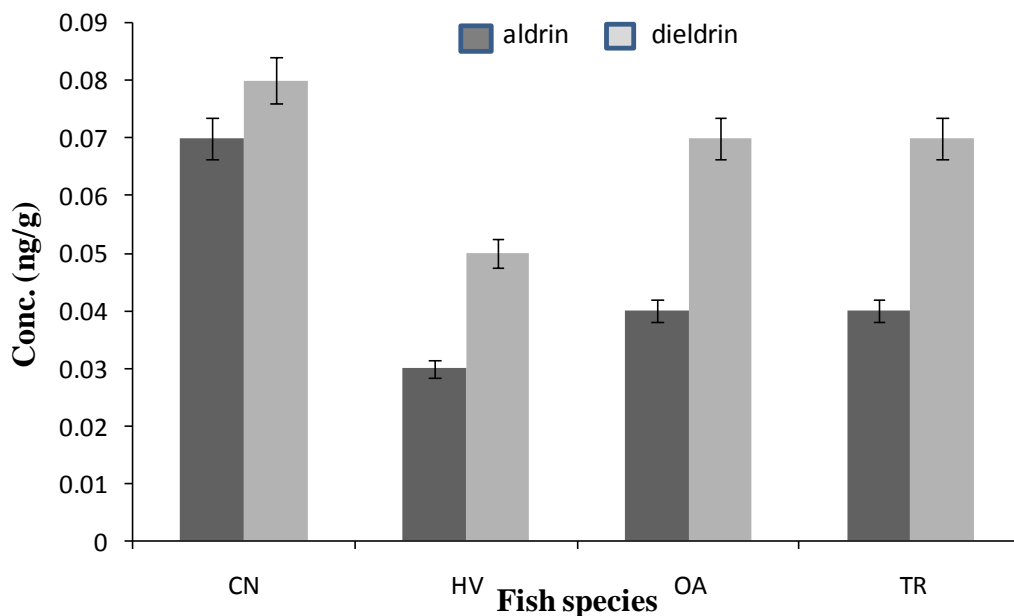 aldrin dieldrin
Conc. (ng/g)
0.09
0.08
0.07
0.06
0.05
0.04
0.03
0.02
0.01
0
CN HV OA TR
Fish species